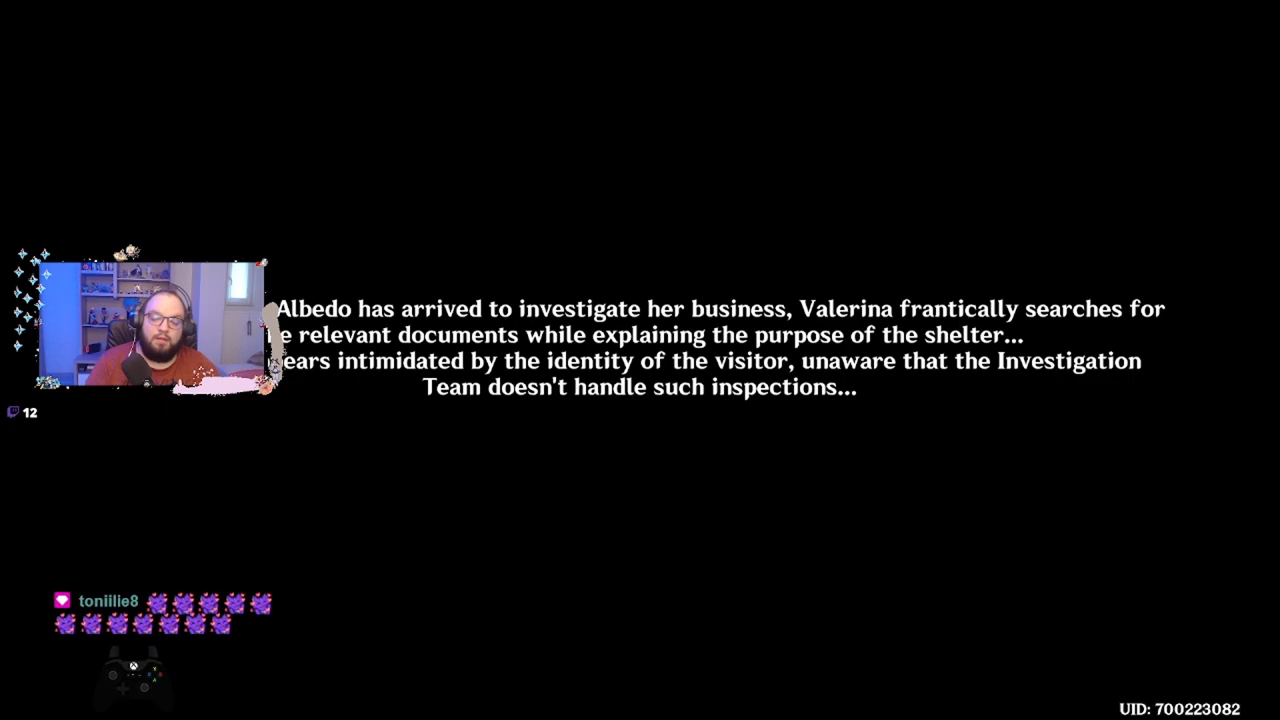 Albedo has arrived to investigate her business, Valerina frantically searches for
relevant documents while explaining the purpose of the shelter...
intimidated by the identity of the visitor, unaware that the Investigation
Team doesn't handle such inspections...
12
toniilie8
UID: 700223082